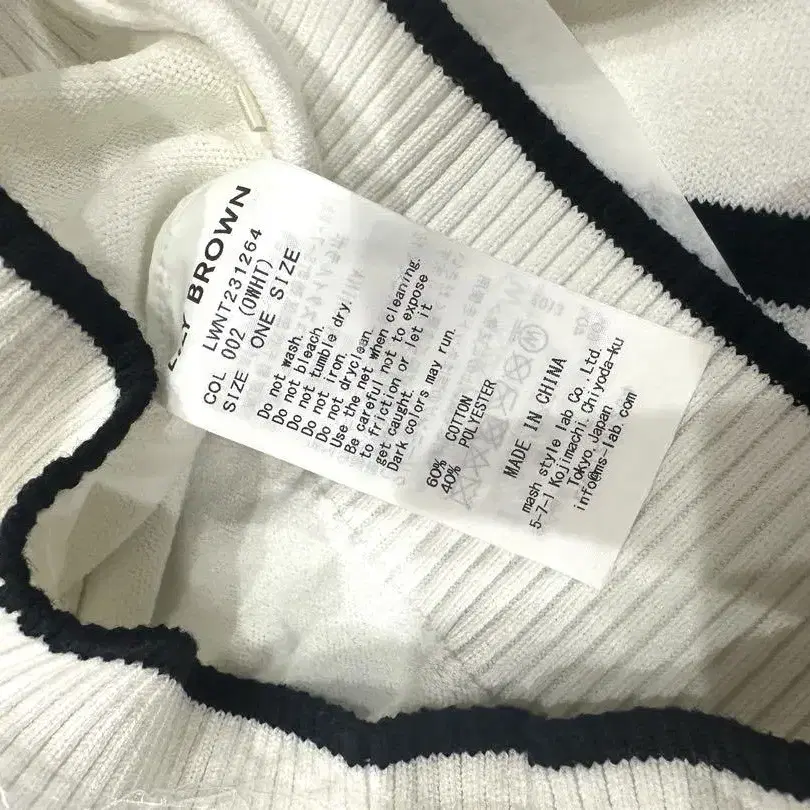 BROWN
LWNT231264
COL 002 (OWHT)
SIZE ONE SIZE
Do not wash.
Do not bleach.
Do not tumble dry.
Do not iron.
Do not dryclean.
Use the net when cleaning.
Be careful not to expose
to friction or let it
get caught.
Dark colors may run.
60% COTTON
40% POLYESTER
MADE IN CHINA
mash style lab Co., Ltd.
5-7-1 Kojimachi, Chiyoda-ku
Tokyo, Japan
info@ms-lab.com